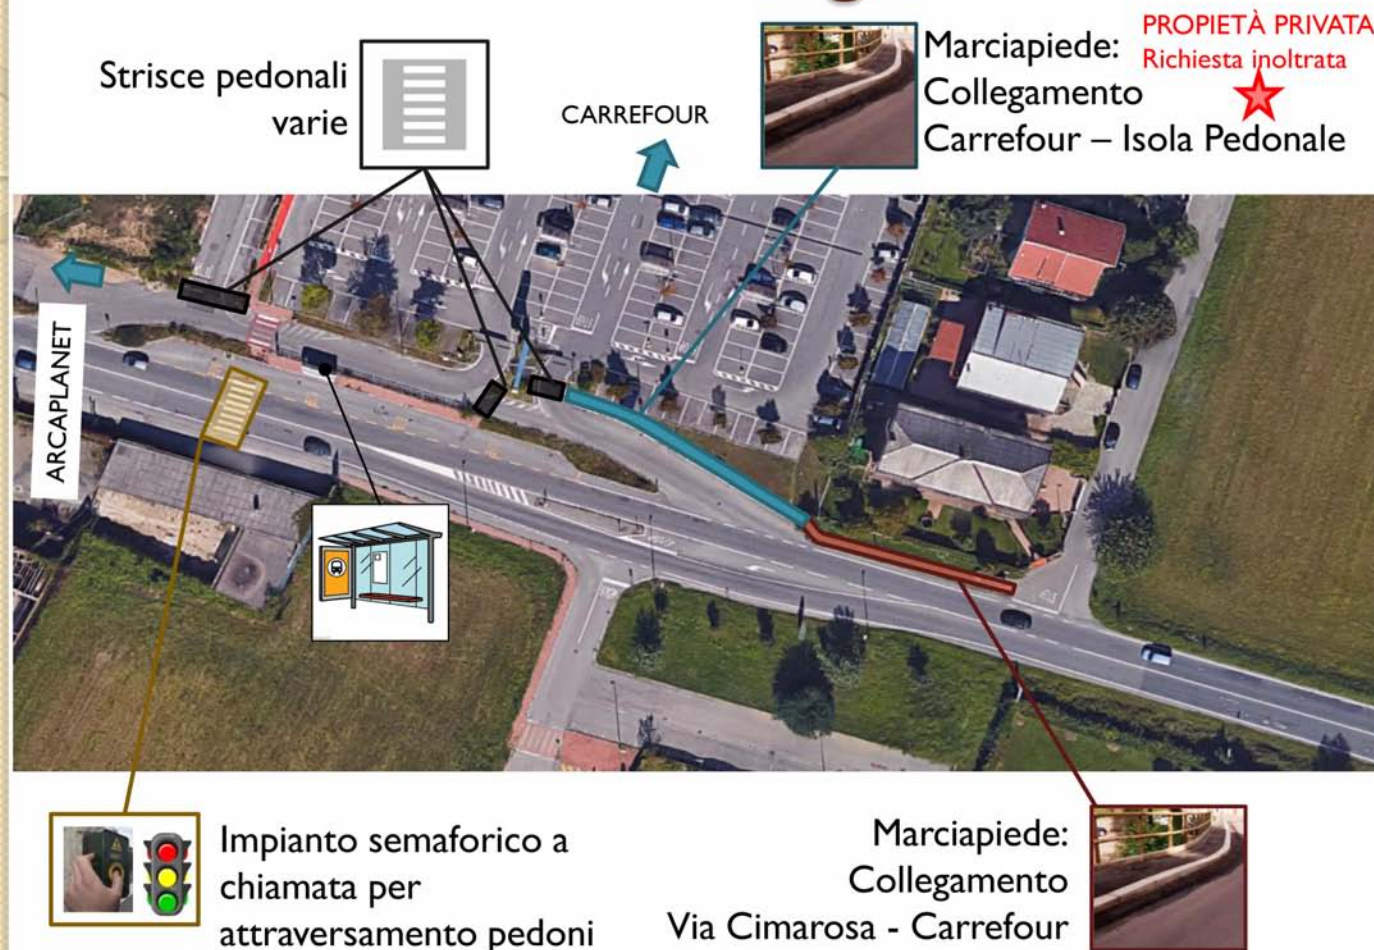 Strisce pedonali
varie
CARREFOUR
Marciapiede:
Collegamento
Carrefour – Isola Pedonale
PROPIETÀ PRIVATA
Richiesta inoltrata
ARCAPLANET
Impianto semaforico a
chiamata per
attraversamento pedoni
Marciapiede:
Collegamento
Via Cimarosa - Carrefour